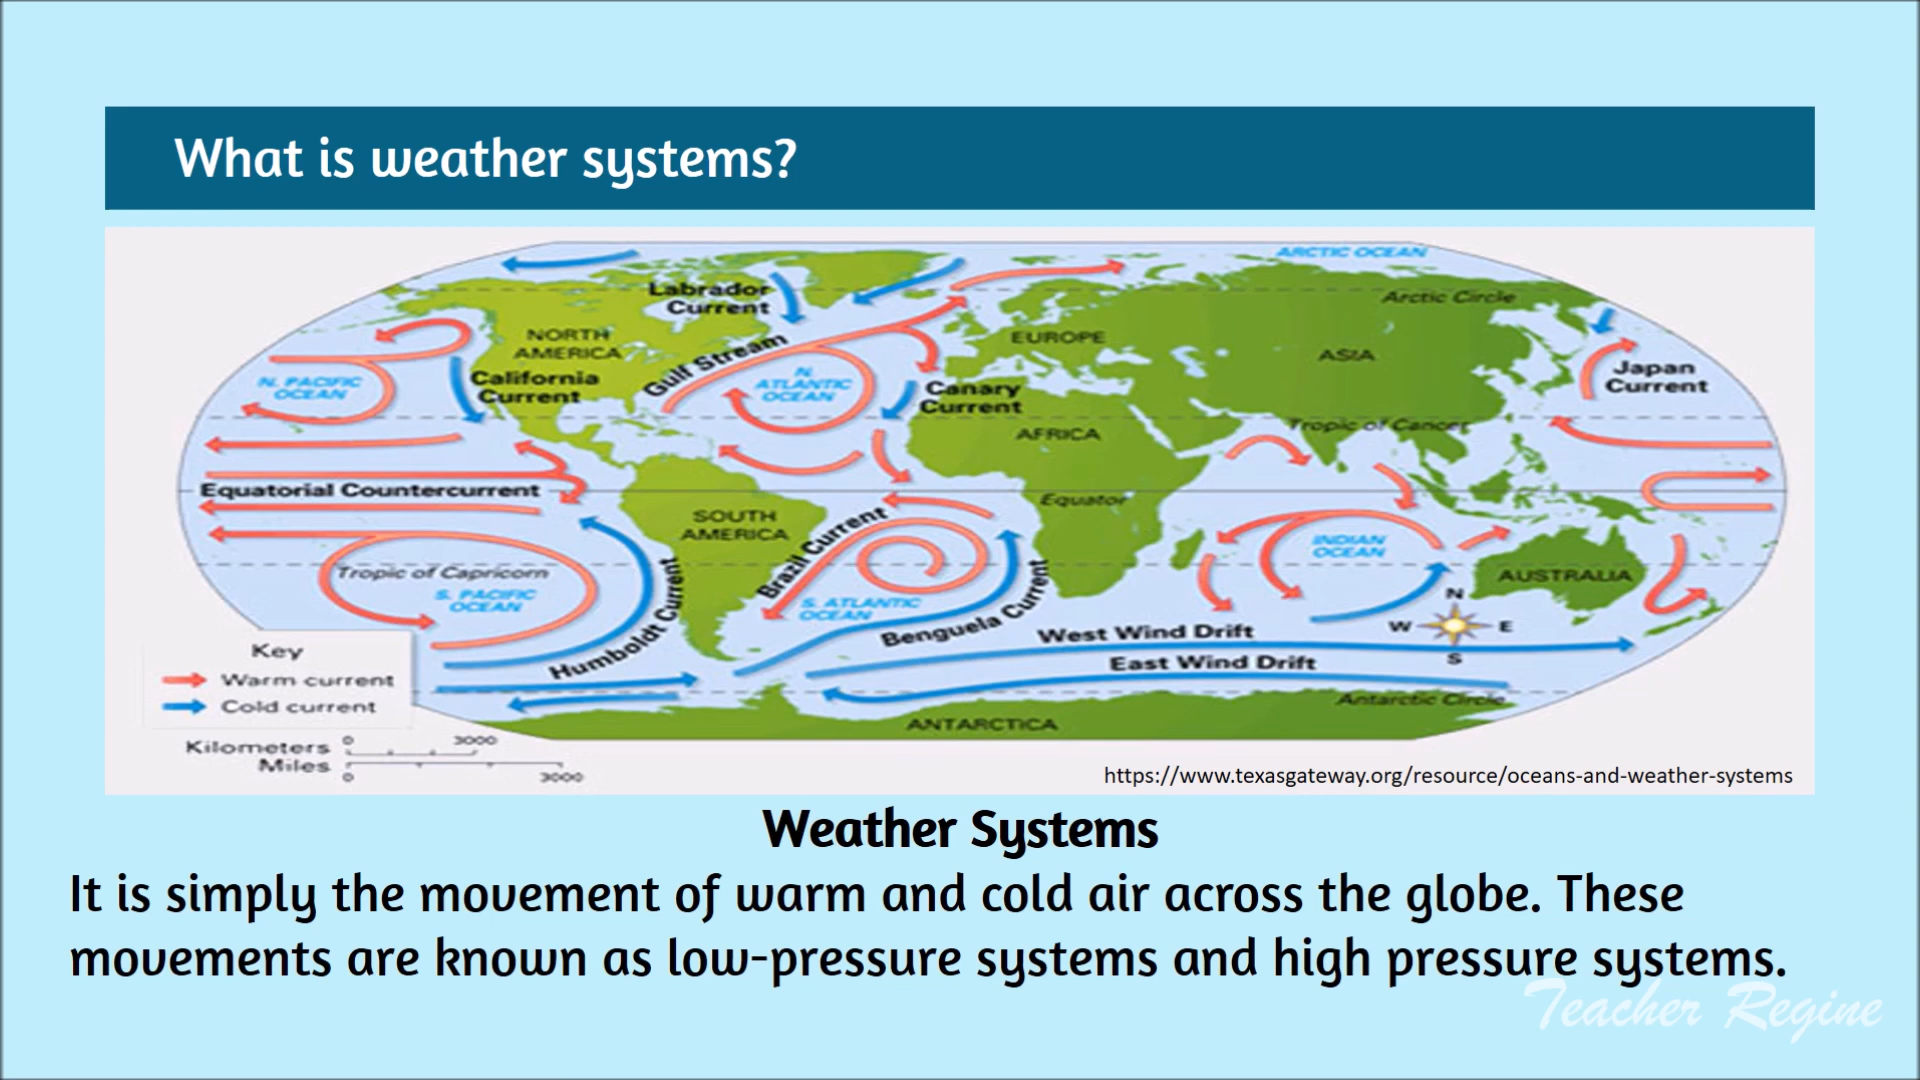 What is weather systems?
ARCTIC OCEAN
Labrador
Current
Arctic Circle
NORTH
AMERICA
EUROPE
ASIA
Gulf Stream
Japan
Current
N. PACIFIC
OCEAN
California
Current
N.
ATLANTIC
OCEAN
Canary
Current
Tropic of Cancer
AFRICA
Equatorial Countercurrent
Equator
SOUTH
AMERICA
Brazil Current
INDIAN
OCEAN
Tropic of Capricorn
S. PACIFIC
OCEAN
AUSTRALIA
S. ATLANTIC
OCEAN
Humboldt Current
Benguela Current
N
W E
S
West Wind Drift
East Wind Drift
Antarctic Circle
ANTARCTICA
Key
Warm current
Cold current
Kilometers 0 3000
Miles 0 3000
https://www.texasgateway.org/resource/oceans-and-weather-systems
Weather Systems
It is simply the movement of warm and cold air across the globe. These
movements are known as low-pressure systems and high pressure systems.
Teacher Regine